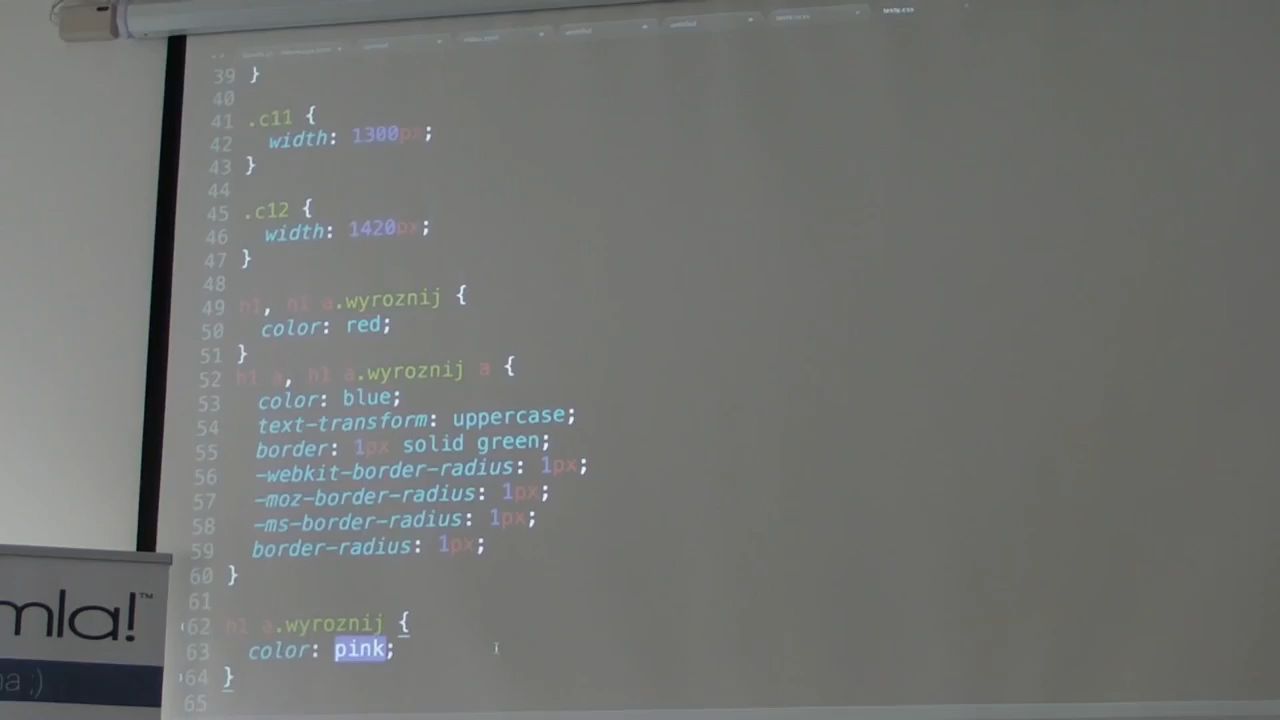 testy.css
39 }
40
41 .c11 {
42 width: 1300px;
43 }
44
45 .c12 {
46 width: 1420px;
47 }
48
49 h1, h1 a.wyroznij {
50 color: red;
51 }
52 h1 a, h1 a.wyroznij a {
53 color: blue;
54 text-transform: uppercase;
55 border: 1px solid green;
56 -webkit-border-radius: 1px;
57 -moz-border-radius: 1px;
58 -ms-border-radius: 1px;
59 border-radius: 1px;
60 }
61
62 h1 a.wyroznij {
63 color: pink;
64 }
65
mla!™
a ;)